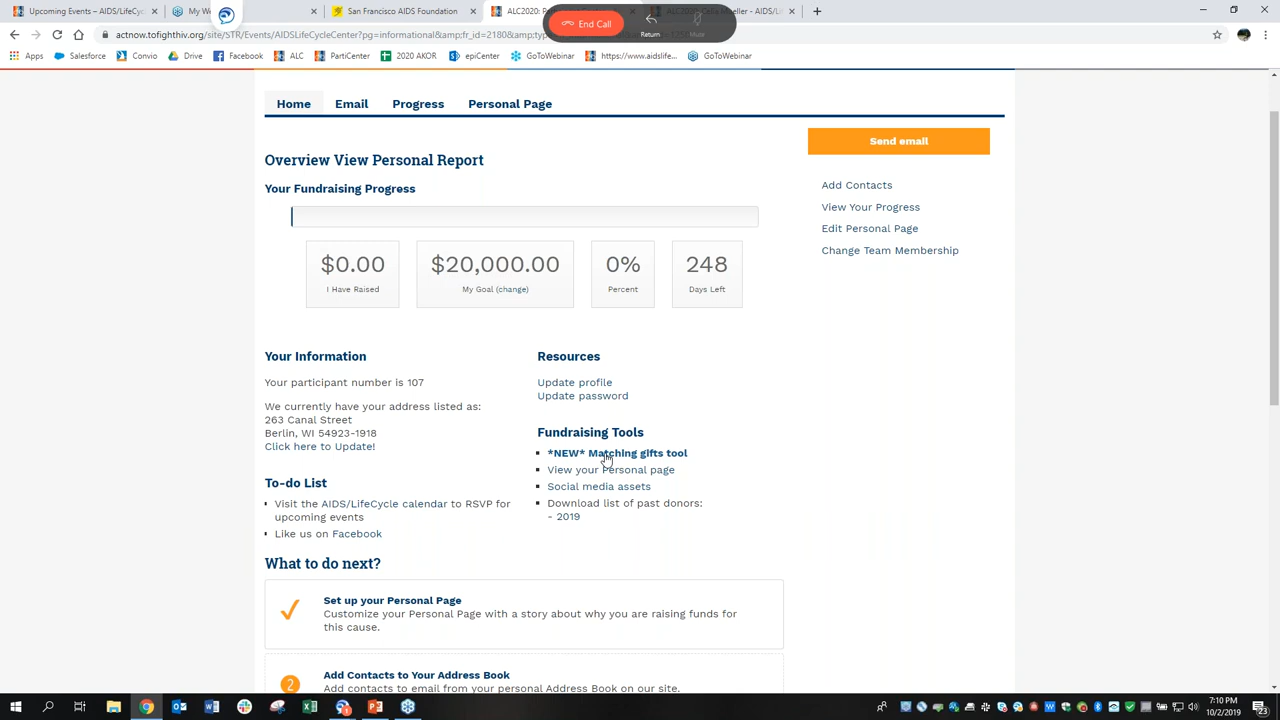 Upcoming Events – AIDS/LifeCycle
My W
San Francisco AIDS Foundation
ALC2020:
ALC2020: Celia Mueller - AIDS/L
End Call
Return
Mute
actnow.tofighthiv.org/site/STR/Events/AIDSLifeCycleCenter?pg=informational&amp;fr_id=2180&amp;typ
Apps
Salesforce
Convio
Drive
Facebook
ALC
PartiCenter
2020 AKOR
epiCenter
GoToWebinar
https://www.aidslife...
GoToWebinar
Home
Email
Progress
Personal Page
Send email
Overview View Personal Report
Your Fundraising Progress
Add Contacts
View Your Progress
Edit Personal Page
Change Team Membership
$0.00
I Have Raised
$20,000.00
My Goal (change)
0%
Percent
248
Days Left
Your Information
Your participant number is 107
We currently have your address listed as:
263 Canal Street
Berlin, WI 54923-1918
Click here to Update!
Resources
Update profile
Update password
Fundraising Tools
*NEW* Matching gifts tool
View your Personal page
Social media assets
Download list of past donors:
- 2019
To-do List
Visit the AIDS/LifeCycle calendar to RSVP for
upcoming events
Like us on Facebook
What to do next?
Set up your Personal Page
Customize your Personal Page with a story about why you are raising funds for
this cause.
2
Add Contacts to Your Address Book
Add contacts to email from your personal Address Book on our site.
7:10 PM
10/2/2019